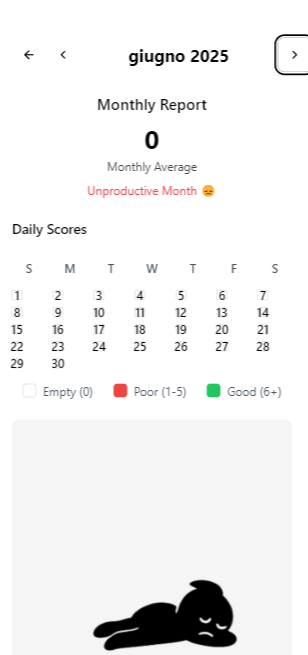 giugno 2025
Monthly Report
0
Monthly Average
Unproductive Month 😞
Daily Scores
S M T W T F S
1 2 3 4 5 6 7
8 9 10 11 12 13 14
15 16 17 18 19 20 21
22 23 24 25 26 27 28
29 30
Empty (0) Poor (1-5) Good (6+)